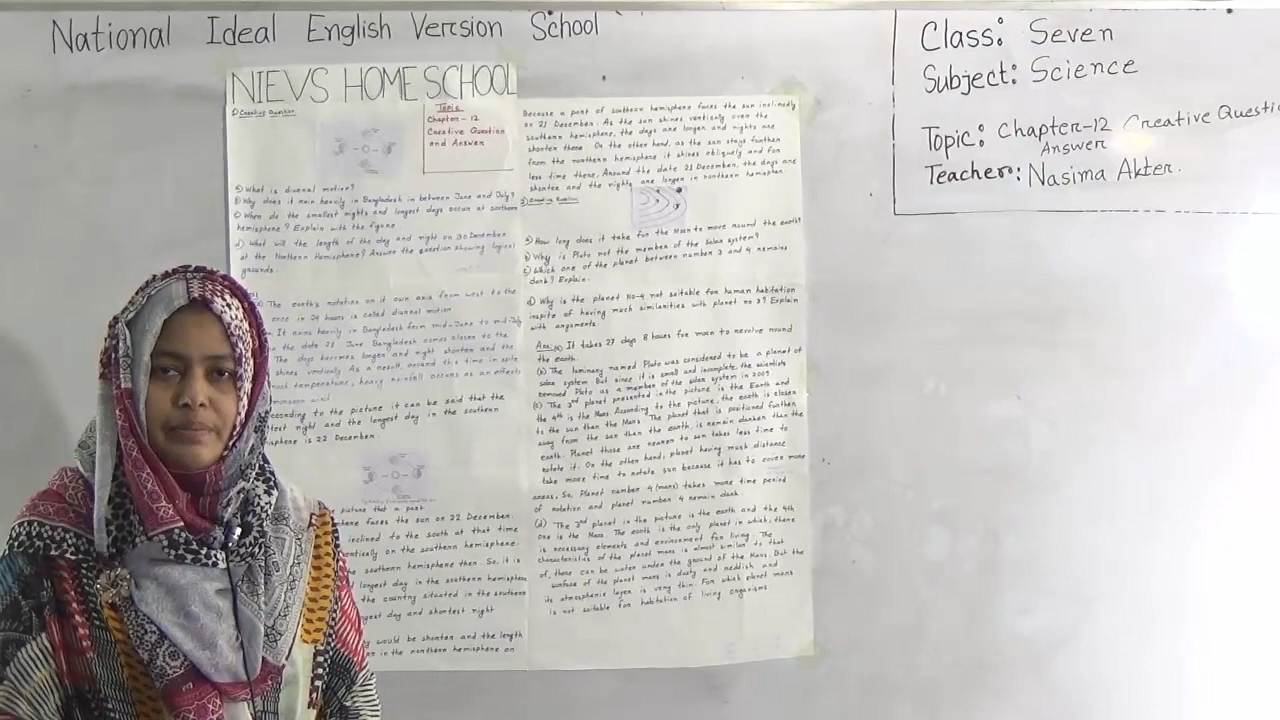 National Ideal English Version School
Class: Seven
Subject: Science
Topic: Chapter-12 Creative Questi
Answer
Teacher: Nasima Akter.
NIEVS HOME SCHOOL
1) Creative Question
Topic
Chapter - 12
Creative Question
and Answer
a) What is diurnal motion?
b) Why does it rain heavily in Bangladesh in between June and July?
c) When do the smallest nights and longest days occur at southern
hemisphere? Explain with the figure
d) What will the length of the day and night on 30 December
at the Northern Hemisphere? Answer the question showing logical
grounds.
The earth's rotation on it own axis from west to the
once in 24 hours is called diurnal motion
It rains heavily in Bangladesh from mid-June to mid-July
the date 21 June Bangladesh comes closer to the
The days becomes longer and night shorter and the
shines vertically As a result, around this time in spite
temperature, heavy rainfall occurs as an effects
monsoon wind
ccording to the picture it can be said that the
test night and the longest day in the southern
isphere is 22 December.
picture that a part
here faces the sun on 22 December.
inclined to the south at that time
entically on the southern hemisphere.
southern hemisphere then. So, it is
longest day in the southern hemisphere
the country situated in the southern
gest day and shortest night
y would be shorter and the length
in the northern hemisphere on
Because a part of southern hemisphere faces the sun inclinedly
on 21 December. As the sun shines vertically over the
southern hemisphere, the days are longer and nights are
shorter there On the other hand, as the sun stays farther
from the northern hemisphere it shines obliquely and for
less time there, Around the date 21 December, the days are
shorter and the nights are longer in northern hemisphere
2) Creative Question
a) How long does it take for the Moon to move round the earth?
b) Why is Pluto not the member of the Solar system?
c) Which one of the planet between number 3 and 4 remains
dark? Explain.
d) Why is the planet No-4 not suitable for human habitation
inspite of having much similarities with planet no 3? Explain
with arguments.
Ans: (a) It takes 27 days 8 hours for moon to revolve round
the earth.
(b) The luminary named Pluto was considered to be a planet of
solar system But since it is small and incomplete, the scientists
removed Pluto as a member of the solar system in 2009.
(c) The 3rd planet presented in the picture is the Earth and
the 4th is the Mars. According to the picture, the earth is closer
to the sun than the Mars The planet that is positioned further
away from the sun than the earth, is remain darker than the
earth. Planet those are nearer to sun takes less time to
rotate it. On the other hand, planet having much distance
take more time to rotate sun because it has to cover more
areas. So, Planet number 4 (mars) takes more time period
of rotation and planet number 4 remain dark.
(d) The 3rd planet in the picture is the earth and the 4th
one is the Mars. The earth is the only planet in which, there
is necessary elements and environment for living. The
characteristics of the planet mars is almost similar to that
of, there can be water under the ground of the Mars. But the
surface of the planet mars is dusty and reddish and
its atmospheric layer is very thin. For which planet mars
is not suitable for habitation of living organisms